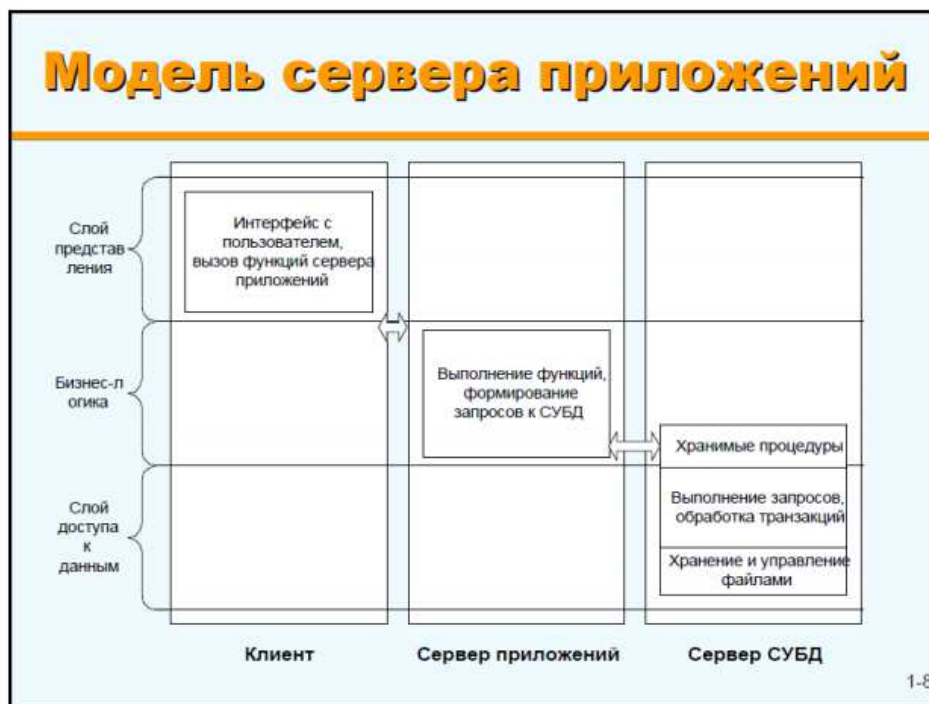 Модель сервера приложений
Слой
представ
ления
Интерфейс с
пользователем,
вызов функций сервера
приложений
Бизнес-л
огика
Выполнение функций,
формирование
запросов к СУБД
Хранимые процедуры
Слой
доступа
к
данным
Выполнение запросов,
обработка транзакций
Хранение и управление
файлами
Клиент
Сервер приложений
Сервер СУБД
1-8